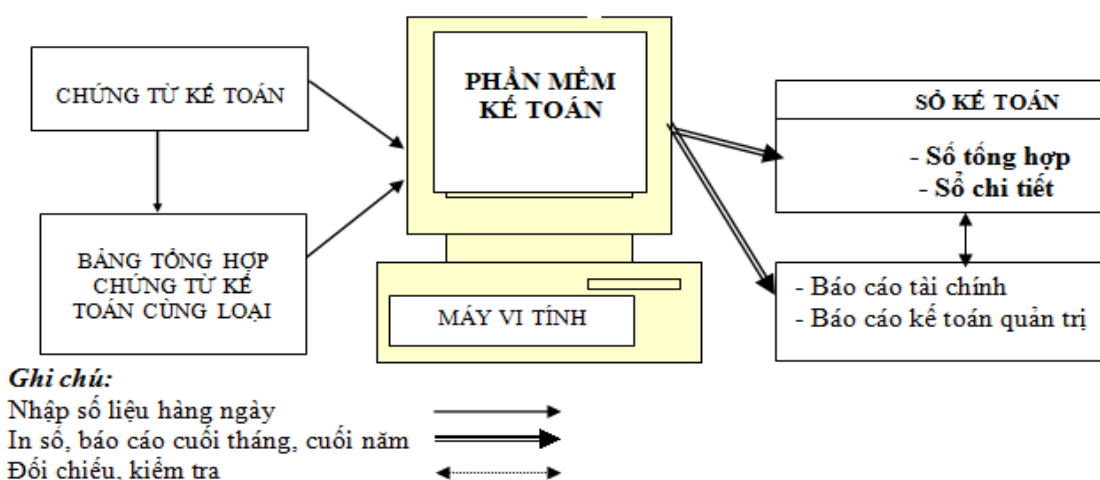 CHỨNG TỪ KẾ TOÁN
BẢNG TỔNG HỢP
CHỨNG TỪ KẾ
TOÁN CÙNG LOẠI
PHẦN MỀM
KẾ TOÁN
MÁY VI TÍNH
SỔ KẾ TOÁN
- Số tổng hợp
- Sổ chi tiết
- Báo cáo tài chính
- Báo cáo kế toán quản trị
Ghi chú:
Nhập số liệu hàng ngày
In sổ, báo cáo cuối tháng, cuối năm
Đối chiếu, kiểm tra